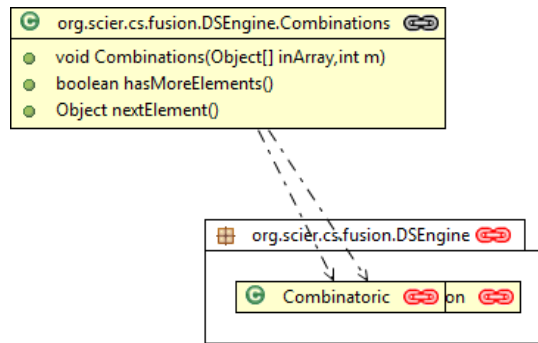 org.scier.cs.fusion.DSEngine.Combinations
void Combinations(Object[] inArray,int m)
boolean hasMoreElements()
Object nextElement()
org.scier.cs.fusion.DSEngine
Combinatoric on